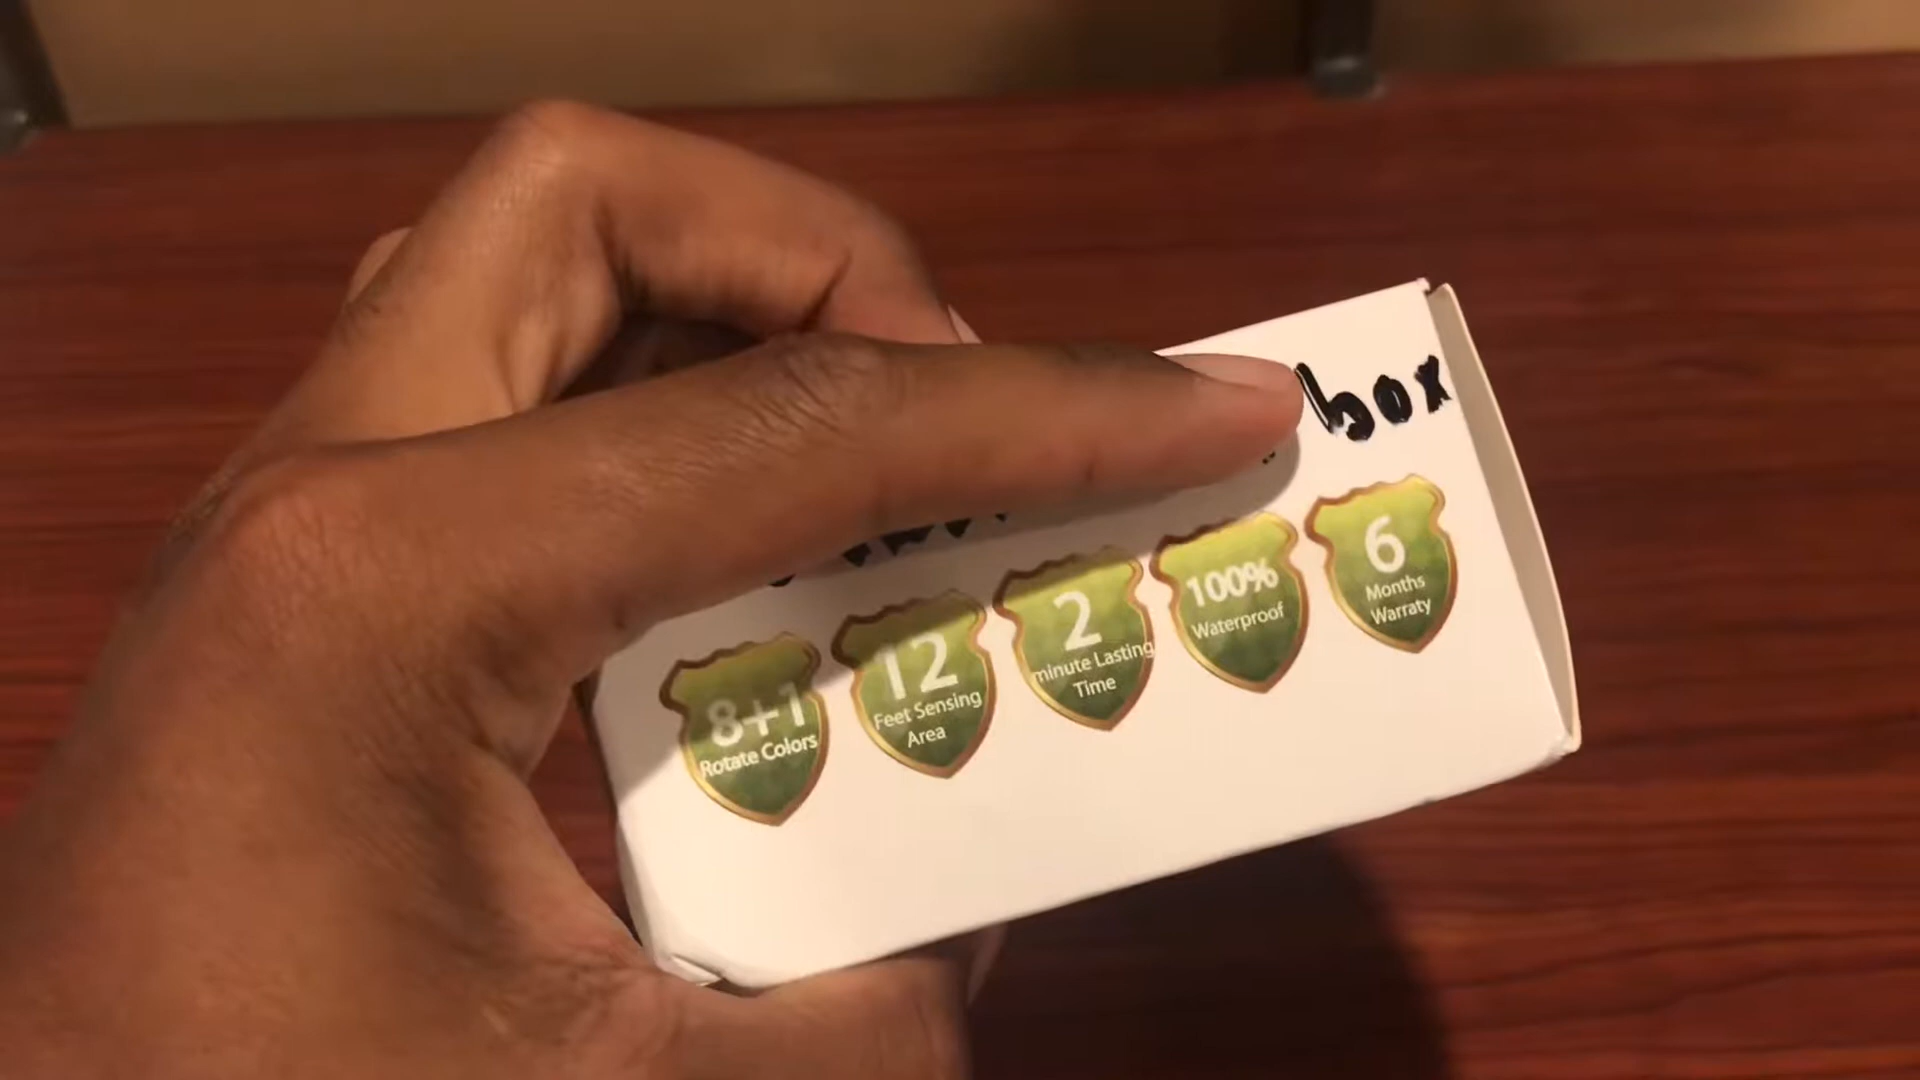 box
8+1
Rotate Colors
12
Feet Sensing
Area
2
minute Lasting
Time
100%
Waterproof
6
Months
Warraty